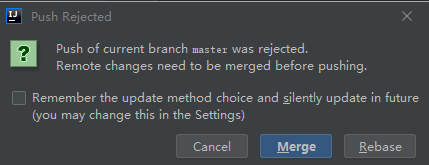 Push Rejected
Push of current branch master was rejected.
Remote changes need to be merged before pushing.
Remember the update method choice and silently update in future
(you may change this in the Settings)
Cancel
Merge
Rebase